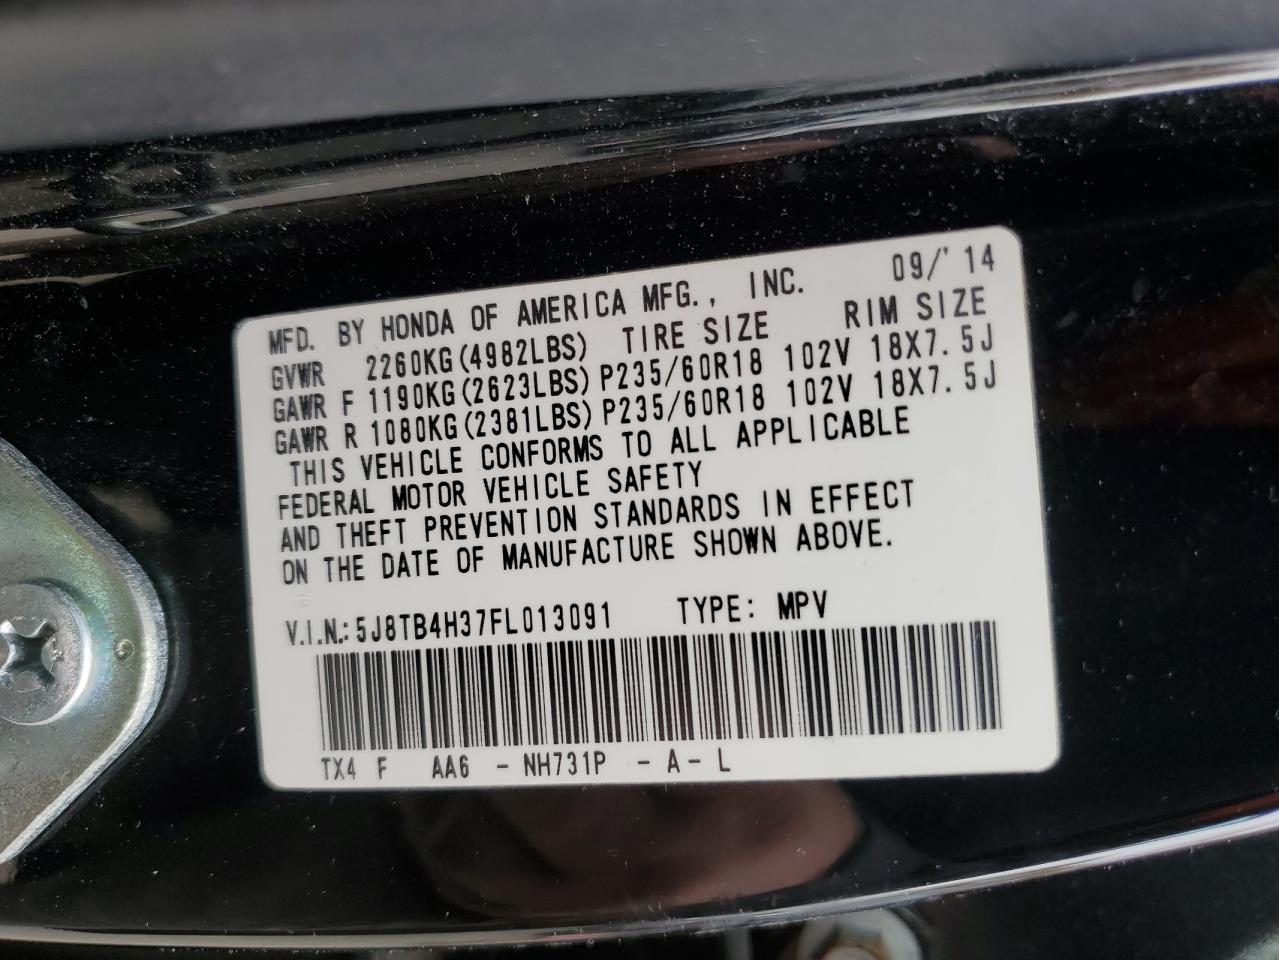 MFD. BY HONDA OF AMERICA MFG., INC. 09/'14
GVWR 2260KG(4982LBS) TIRE SIZE RIM SIZE
GAWR F 1190KG(2623LBS) P235/60R18 102V 18X7.5J
GAWR R 1080KG(2381LBS) P235/60R18 102V 18X7.5J
THIS VEHICLE CONFORMS TO ALL APPLICABLE
FEDERAL MOTOR VEHICLE SAFETY
AND THEFT PREVENTION STANDARDS IN EFFECT
ON THE DATE OF MANUFACTURE SHOWN ABOVE.
V.I.N.: 5J8TB4H37FL013091 TYPE: MPV
TX4 F AA6 - NH731P - A - L